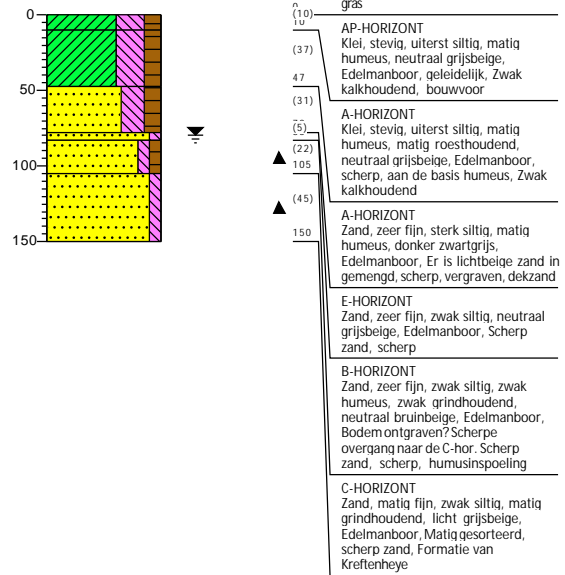 0
50
100
150
(10)
10
(37)
47
(31)
(5)
(22)
105
(45)
150
gras
AP-HORIZONT
Klei, stevig, uiterst siltig, matig
humeus, neutraal grijsbeige,
Edelmanboor, geleidelijk, Zwak
kalkhoudend, bouwvoor
A-HORIZONT
Klei, stevig, uiterst siltig, matig
humeus, matig roesthoudend,
neutraal grijsbeige, Edelmanboor,
scherp, aan de basis humeus, Zwak
kalkhoudend
A-HORIZONT
Zand, zeer fijn, sterk siltig, matig
humeus, donker zwartgrijs,
Edelmanboor, Er is lichtbeige zand in
gemengd, scherp, vergraven, dekzand
E-HORIZONT
Zand, zeer fijn, zwak siltig, neutraal
grijsbeige, Edelmanboor, Scherp
zand, scherp
B-HORIZONT
Zand, zeer fijn, zwak siltig, zwak
humeus, zwak grindhoudend,
neutraal bruinbeige, Edelmanboor,
Bodem ontgraven? Scherpe
overgang naar de C-hor. Scherp
zand, scherp, humusinspoeling
C-HORIZONT
Zand, matig fijn, zwak siltig, matig
grindhoudend, licht grijsbeige,
Edelmanboor, Matig gesorteerd,
scherp zand, Formatie van
Kreftenheye